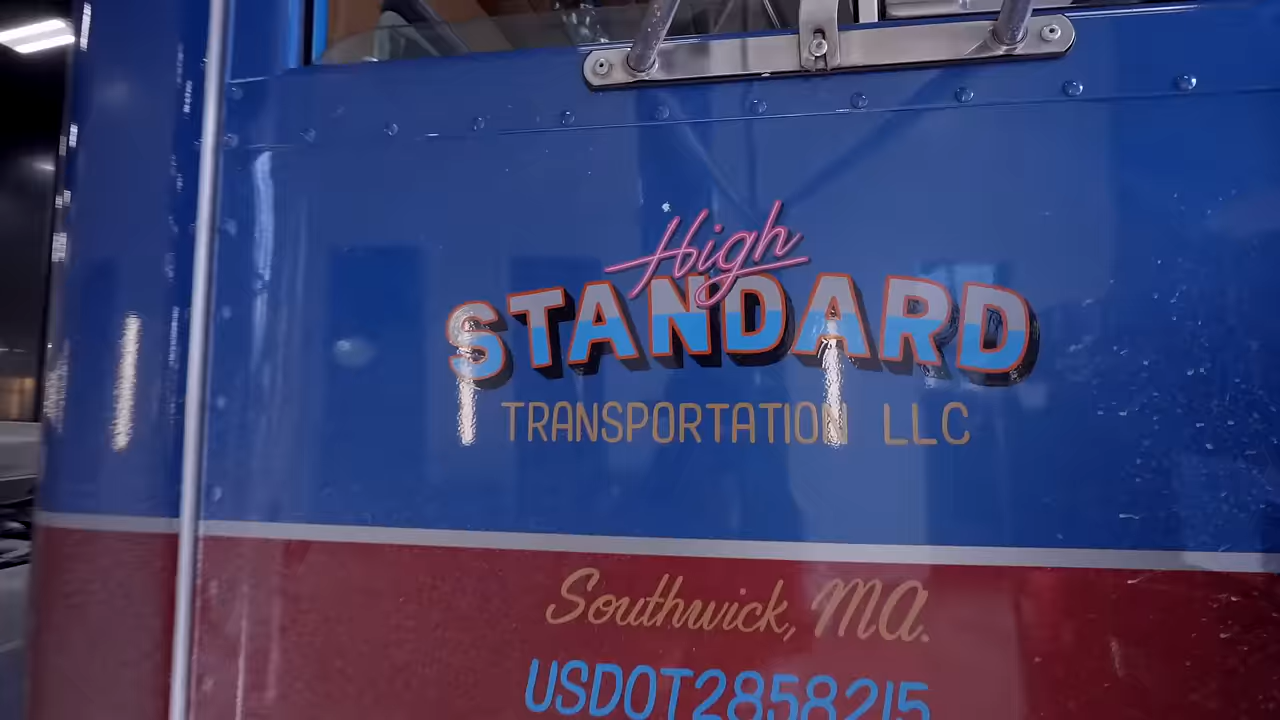 High
STANDARD
TRANSPORTATION LLC
Southwick, MA.
USDOT2858215